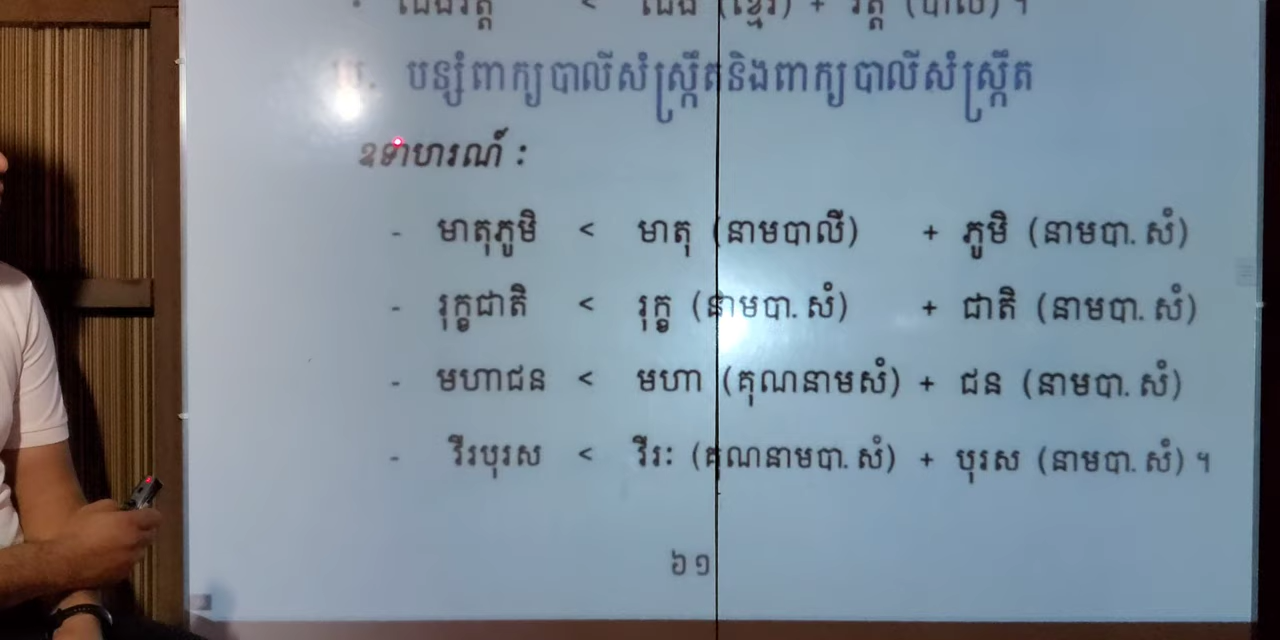 (ខ្មែរ) +
បន្សំពាក្យបាលីសំស្ក្រឹតនិងពាក្យបាលីសំស្ក្រឹត
ឧទាហរណ៍ ៖
- មាតុភូមិ < មាតុ (នាមបាលី) + ភូមិ (នាមបា. សំ)
- រុក្ខជាតិ < រុក្ខ (នាមបា. សំ) + ជាតិ (នាមបា. សំ)
- មហាជន < មហា (គុណនាមសំ) + ជន (នាមបា. សំ)
- វីរបុរស < វីរៈ (គុណនាមបា. សំ) + បុរស (នាមបា. សំ) ។
៦១